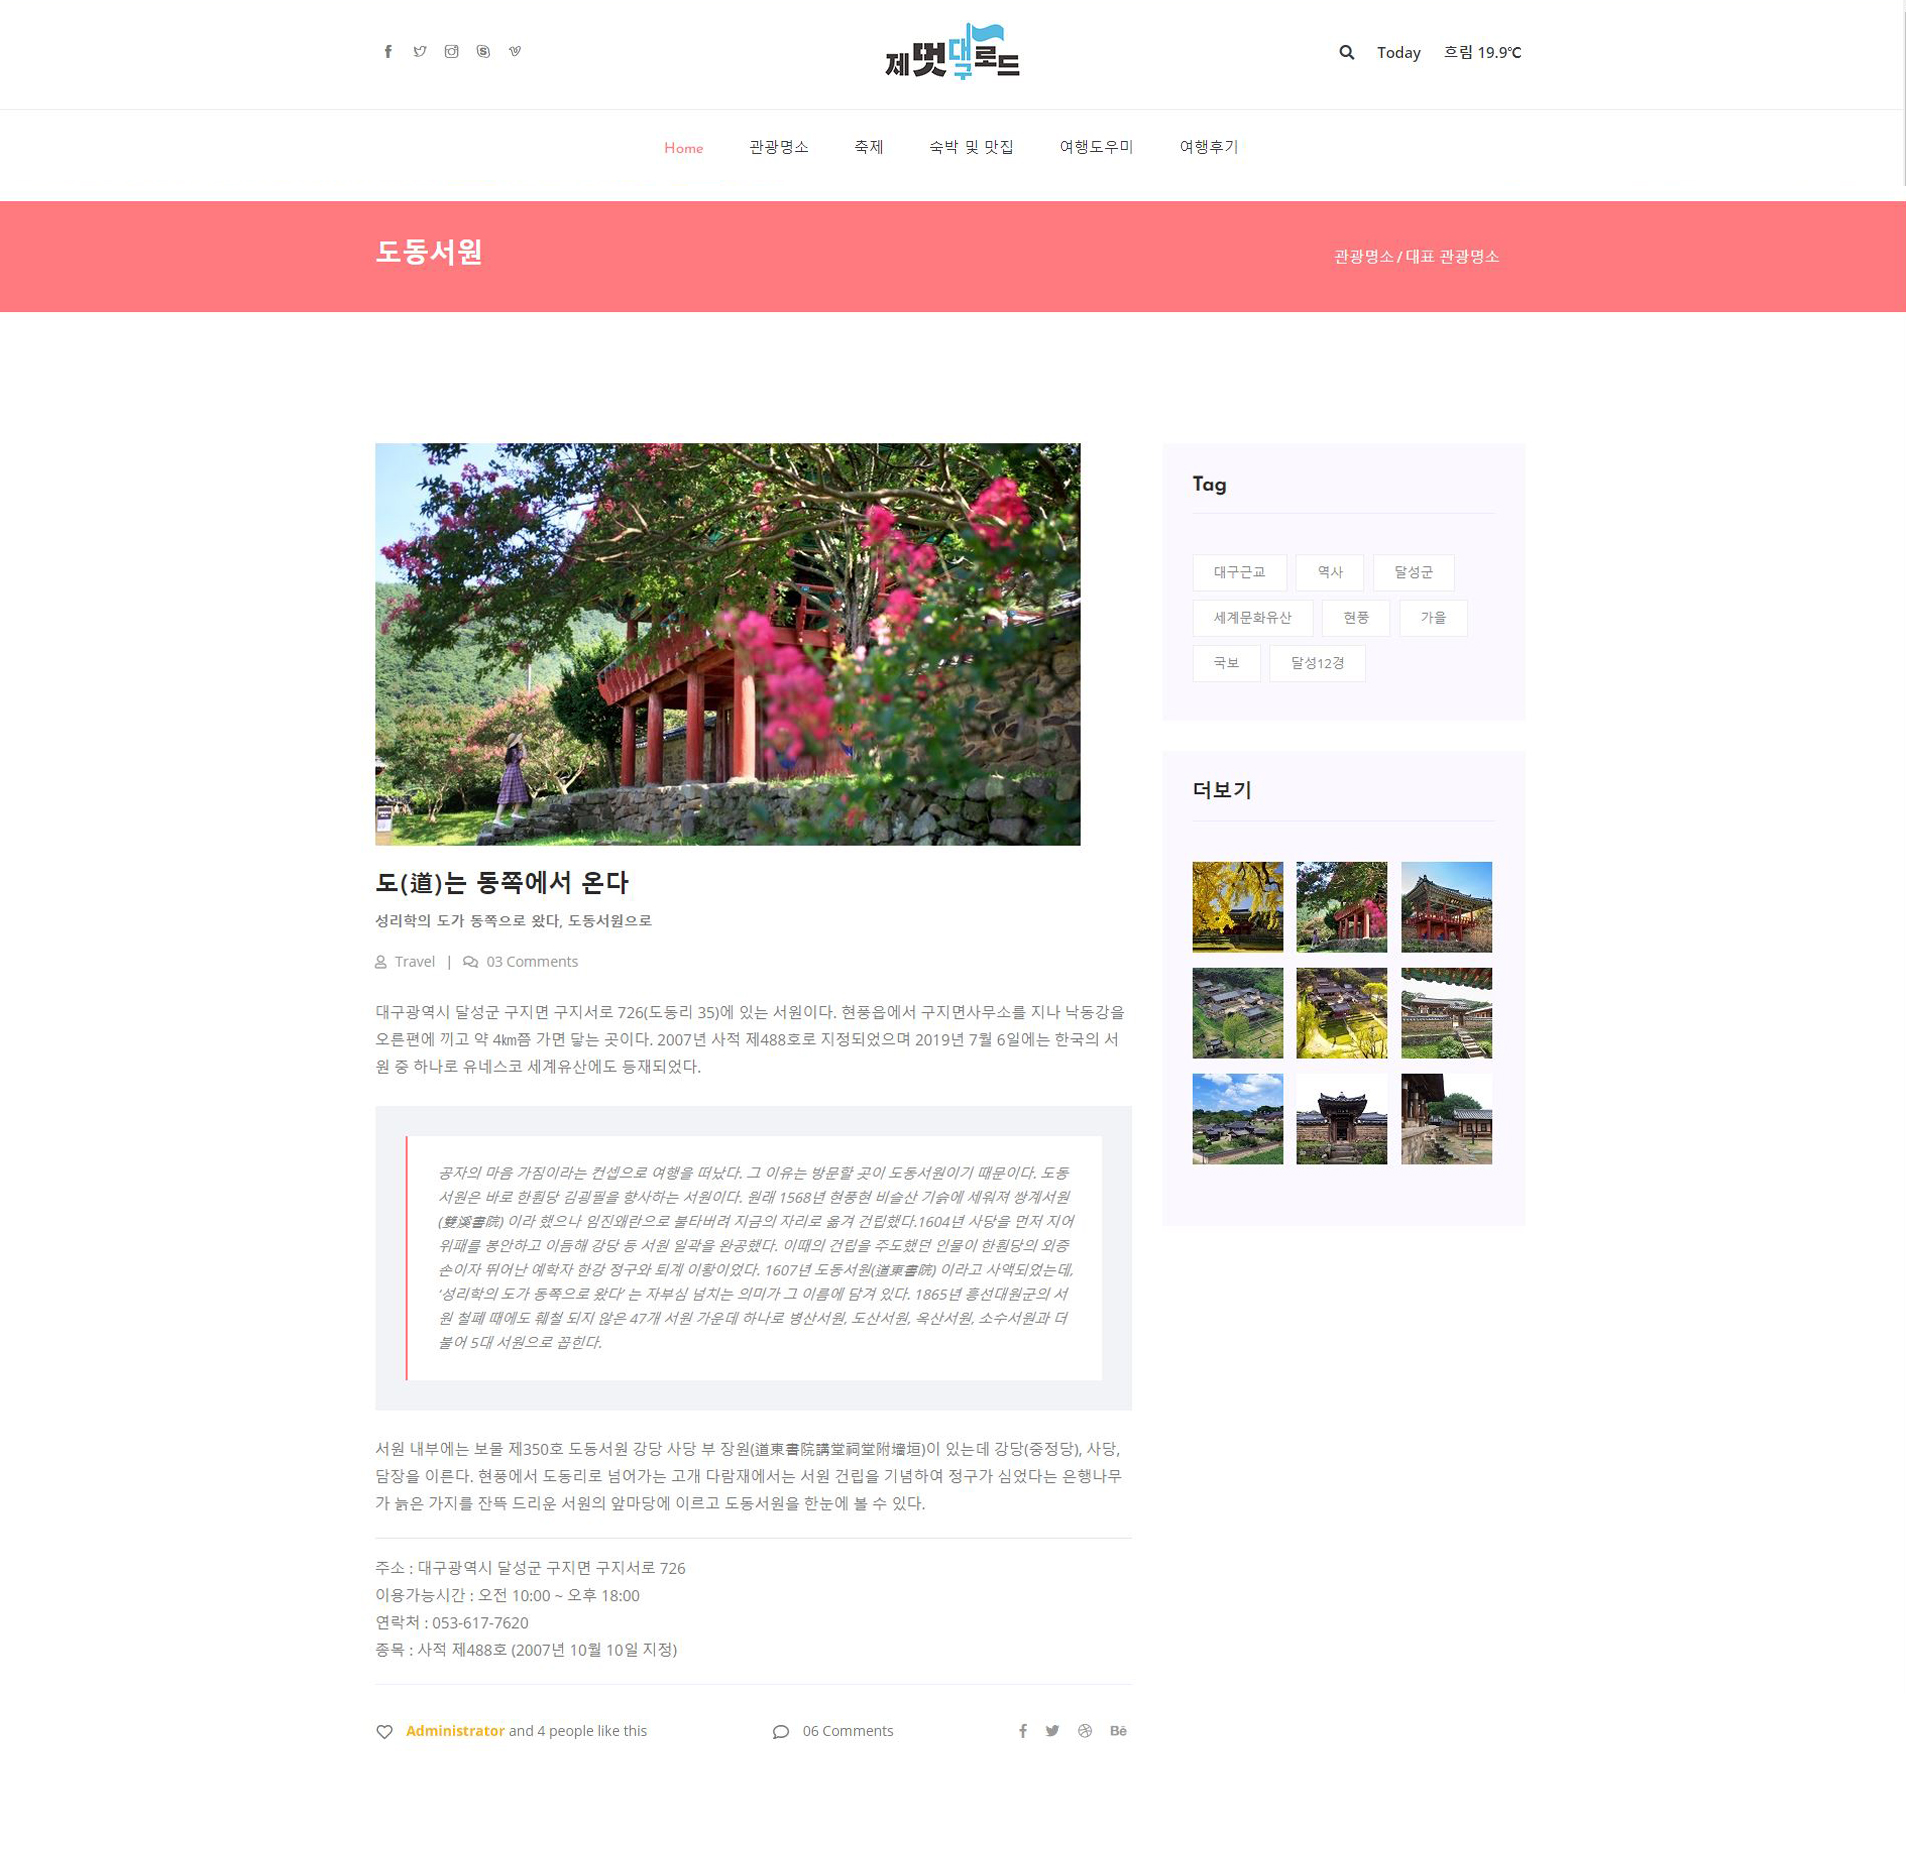 제멋대구로드
Today 흐림 19.9℃
Home 관광명소 축제 숙박 및 맛집 여행도우미 여행후기
도동서원
관광명소 / 대표 관광명소
도(道)는 동쪽에서 온다
성리학의 도가 동쪽으로 왔다, 도동서원으로
Travel | 03 Comments
대구광역시 달성군 구지면 구지서로 726(도동리 35)에 있는 서원이다. 현풍읍에서 구지면사무소를 지나 낙동강을
오른편에 끼고 약 4㎞쯤 가면 닿는 곳이다. 2007년 사적 제488호로 지정되었으며 2019년 7월 6일에는 한국의 서
원 중 하나로 유네스코 세계유산에도 등재되었다.
공자의 마음 가짐이라는 컨셉으로 여행을 떠났다. 그 이유는 방문할 곳이 도동서원이기 때문이다. 도동
서원은 바로 한훤당 김굉필을 향사하는 서원이다. 원래 1568년 현풍현 비슬산 기슭에 세워져 쌍계서원
(雙溪書院) 이라 했으나 임진왜란으로 불타버려 지금의 자리로 옮겨 건립했다.1604년 사당을 먼저 지어
위패를 봉안하고 이듬해 강당 등 서원 일곽을 완공했다. 이때의 건립을 주도했던 인물이 한훤당의 외증
손이자 뛰어난 예학자 한강 정구와 퇴계 이황이었다. 1607년 도동서원(道東書院) 이라고 사액되었는데,
‘성리학의 도가 동쪽으로 왔다’ 는 자부심 넘치는 의미가 그 이름에 담겨 있다. 1865년 흥선대원군의 서
원 철폐 때에도 훼철 되지 않은 47개 서원 가운데 하나로 병산서원, 도산서원, 옥산서원, 소수서원과 더
불어 5대 서원으로 꼽힌다.
서원 내부에는 보물 제350호 도동서원 강당 사당 부 장원(道東書院講堂祠堂附墻垣)이 있는데 강당(중정당), 사당,
담장을 이른다. 현풍에서 도동리로 넘어가는 고개 다람재에서는 서원 건립을 기념하여 정구가 심었다는 은행나무
가 늙은 가지를 잔뜩 드리운 서원의 앞마당에 이르고 도동서원을 한눈에 볼 수 있다.
주소 : 대구광역시 달성군 구지면 구지서로 726
이용가능시간 : 오전 10:00 ~ 오후 18:00
연락처 : 053-617-7620
종목 : 사적 제488호 (2007년 10월 10일 지정)
Administrator and 4 people like this
06 Comments
Tag
대구근교 역사 달성군
세계문화유산 현풍 가을
국보 달성12경
더보기